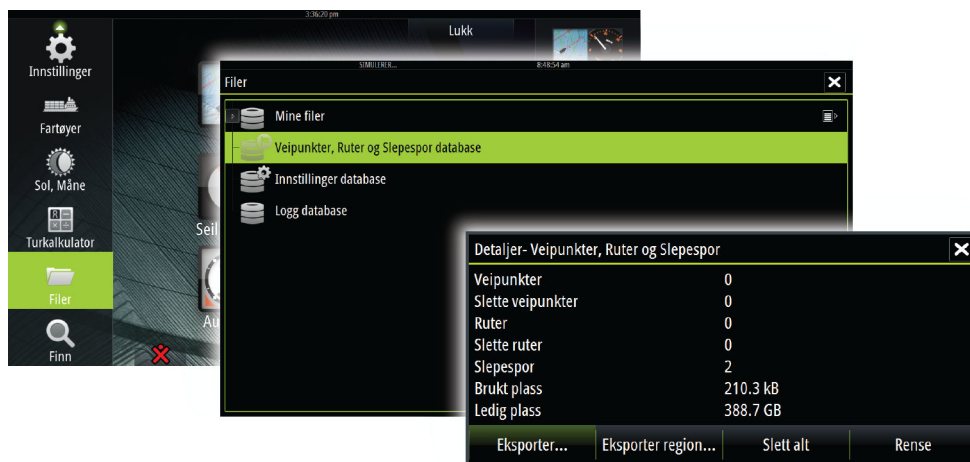 3:36:20 pm
Lukk
Innstillinger
Fartøyer
Sol, Måne
Turkalkulator
Filer
Finn
Seil
Au
SIMULERER...
8:48:54 am
Filer
Mine filer
Veipunkter, Ruter og Slepespor database
Innstillinger database
Logg database
Detaljer- Veipunkter, Ruter og Slepespor
Veipunkter 0
Slette veipunkter 0
Ruter 0
Slette ruter 0
Slepespor 2
Brukt plass 210.3 kB
Ledig plass 388.7 GB
Eksporter... Eksporter region... Slett alt Rense